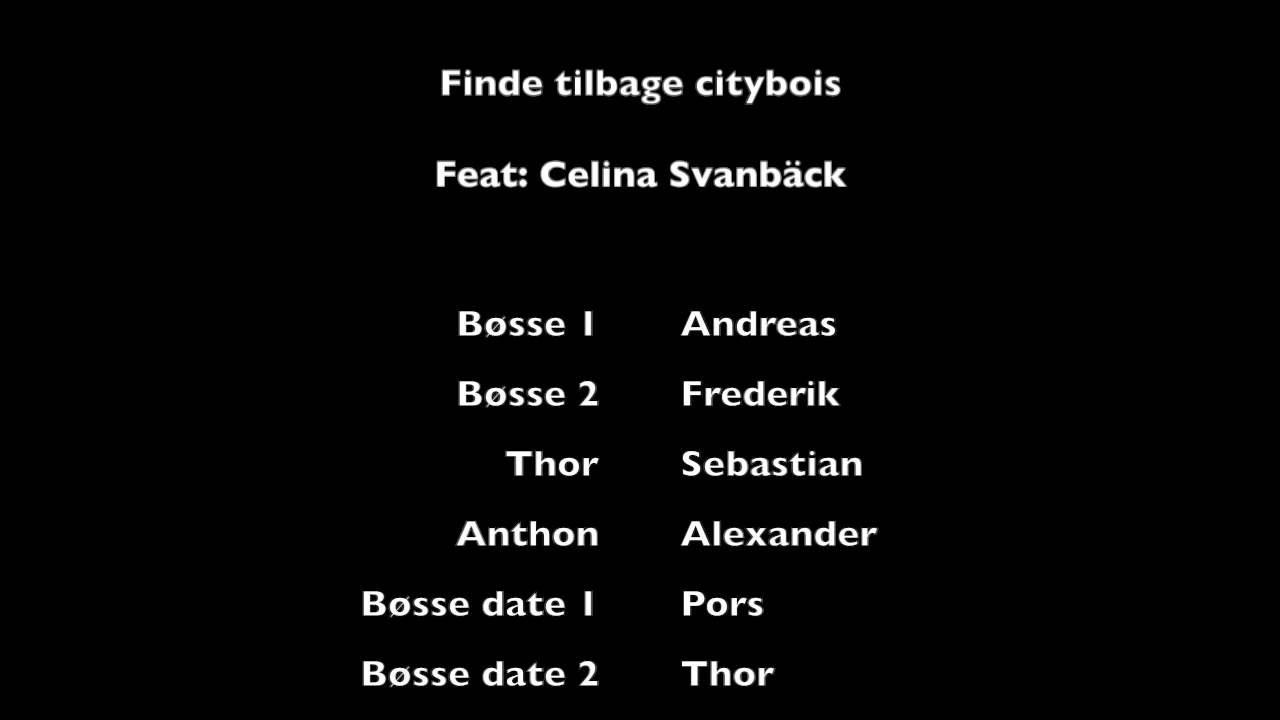 Finde tilbage citybois
Feat: Celina Svanbäck
Bøsse 1 Andreas
Bøsse 2 Frederik
Thor Sebastian
Anthon Alexander
Bøsse date 1 Pors
Bøsse date 2 Thor